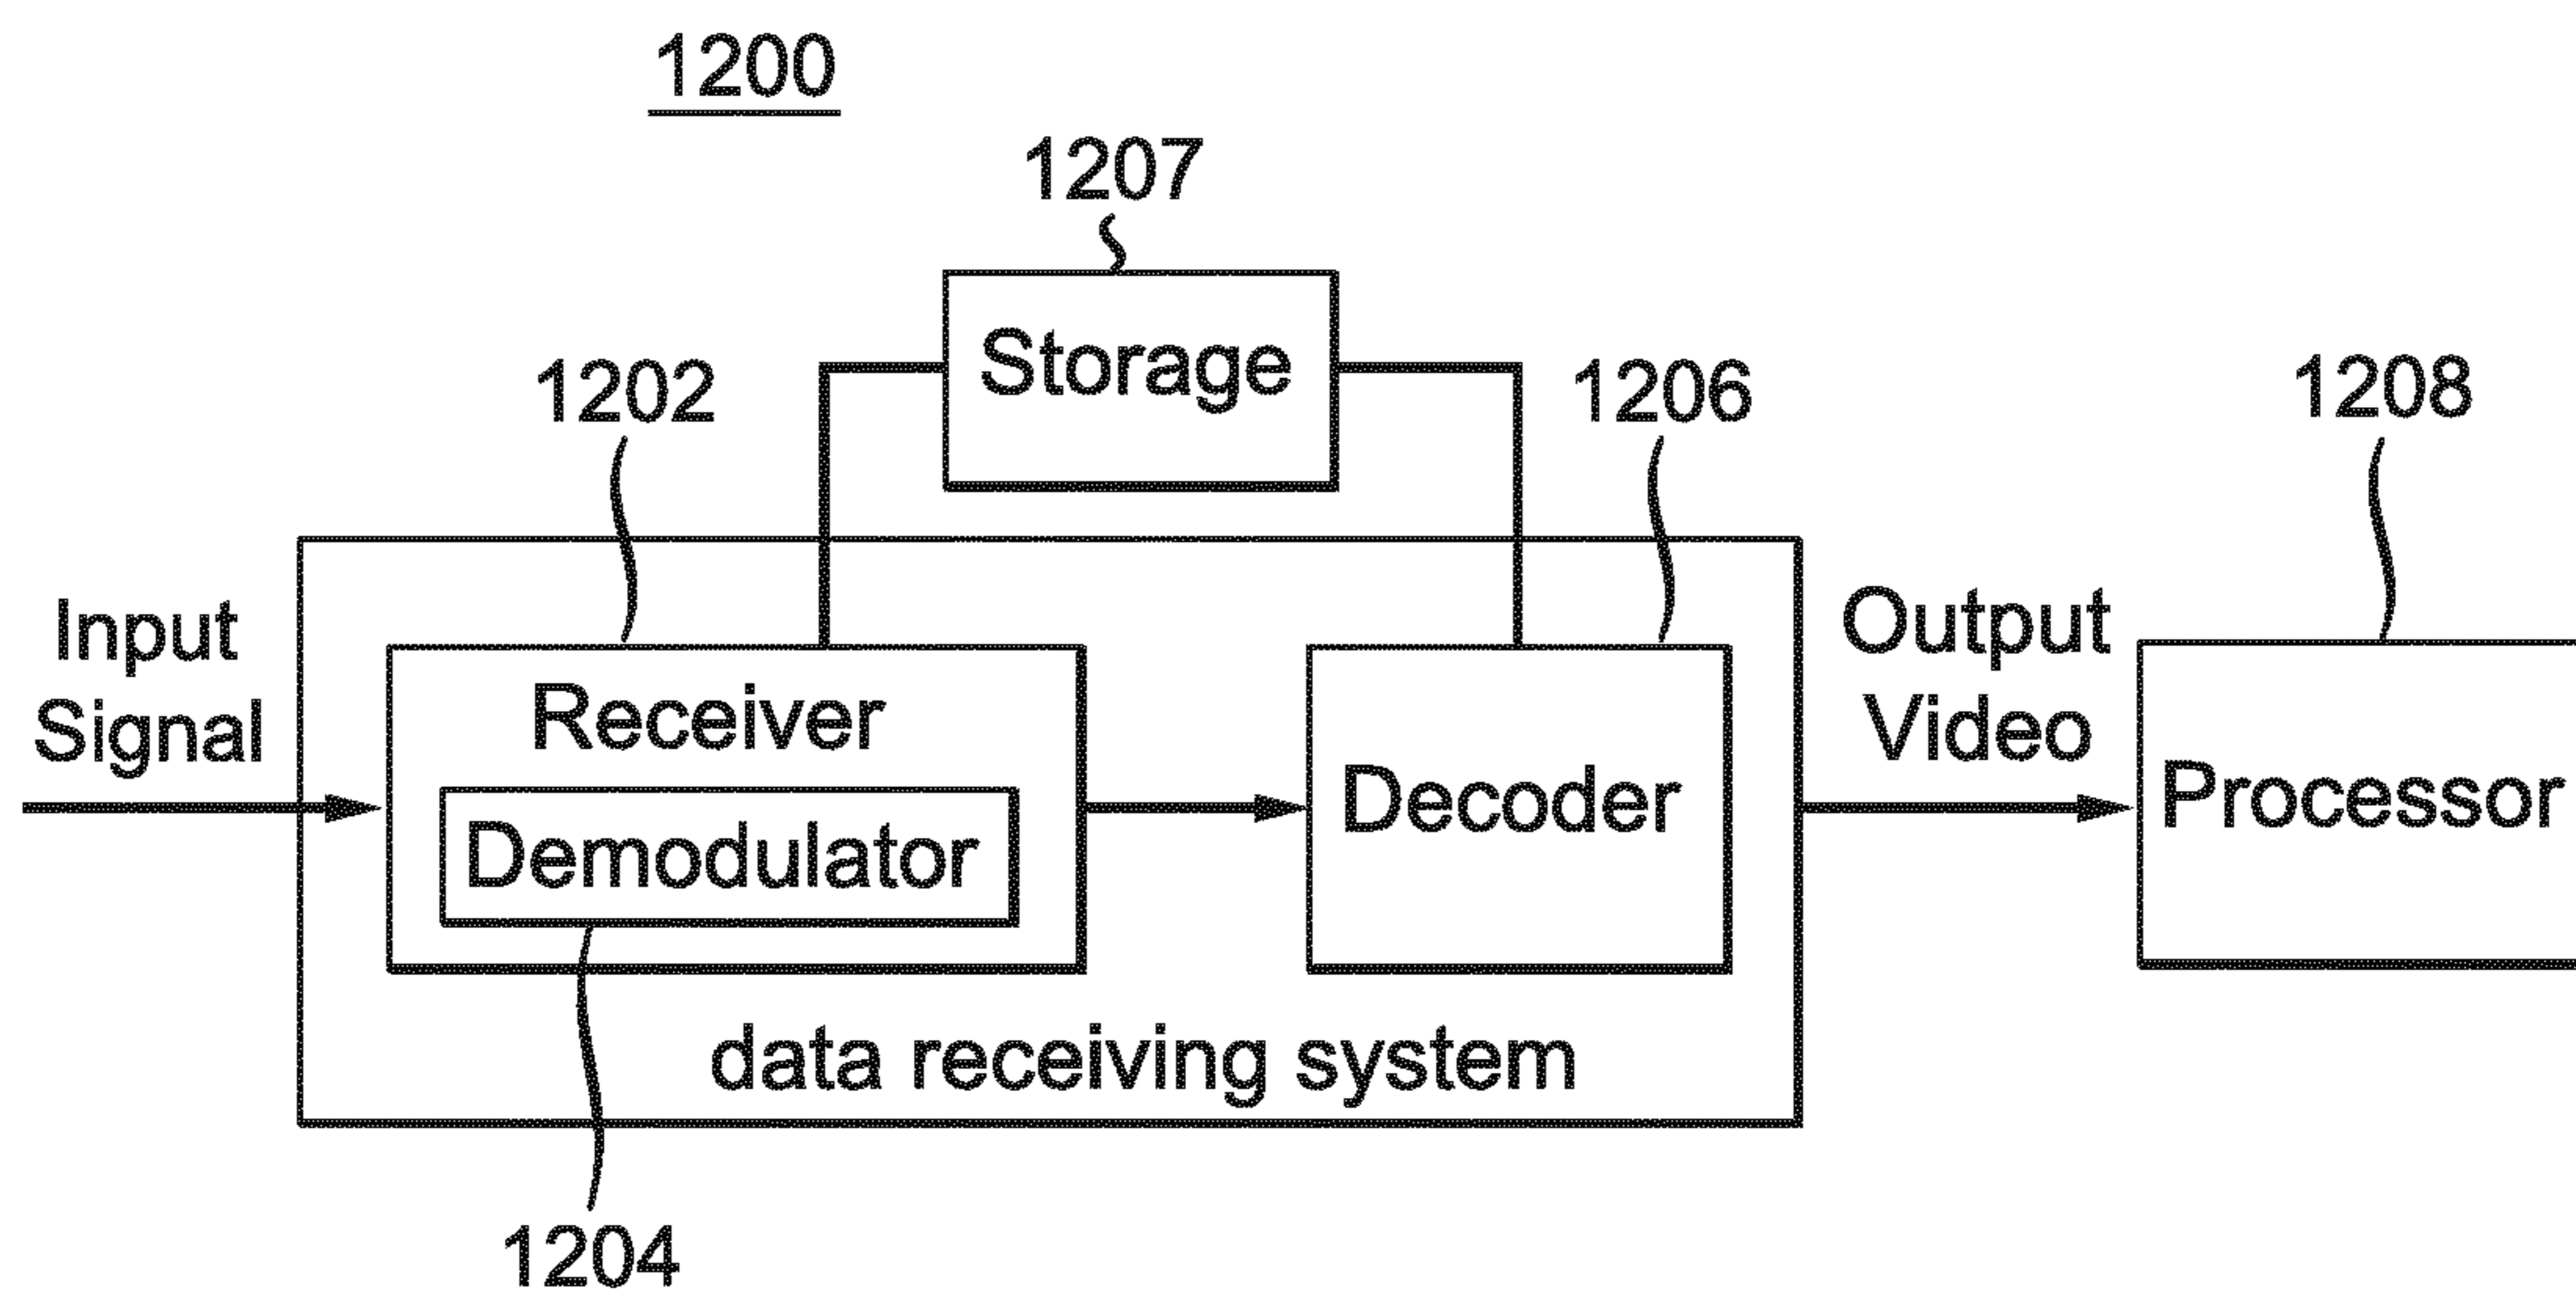 1200
1207
Storage
1202
1206
1208
Input
Signal
Receiver
Demodulator
Decoder
Output
Video
Processor
data receiving system
1204